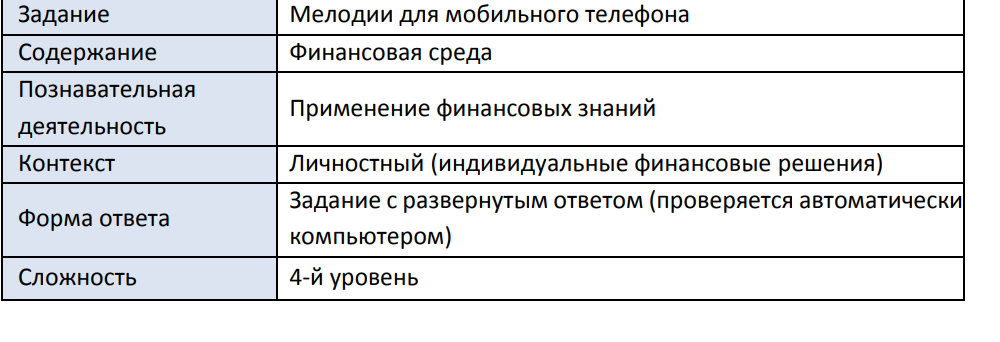 Задание Мелодии для мобильного телефона
Содержание Финансовая среда
Познавательная
деятельность
Применение финансовых знаний
Контекст Личностный (индивидуальные финансовые решения)
Форма ответа
Задание с развернутым ответом (проверяется автоматически
компьютером)
Сложность 4-й уровень